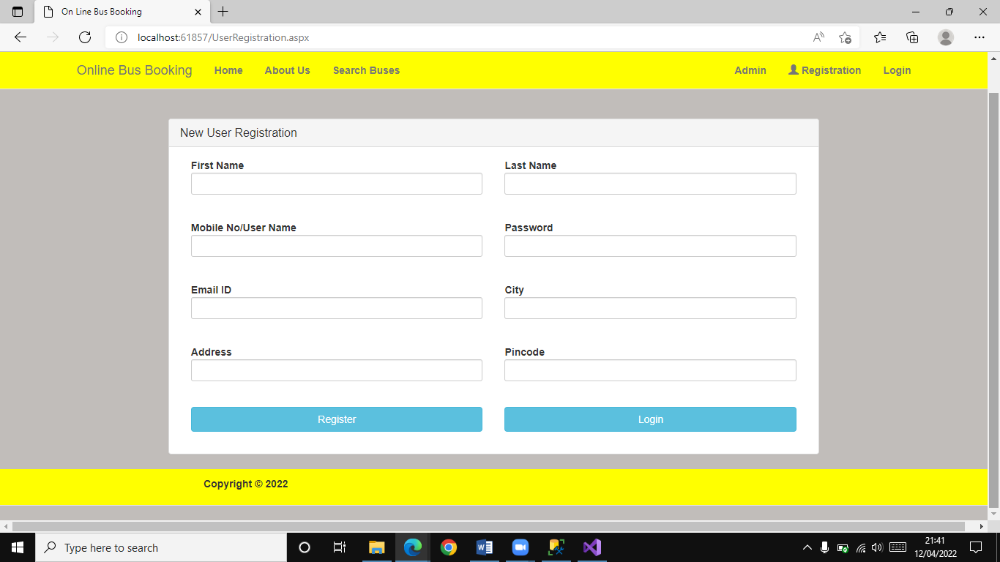 On Line Bus Booking
localhost:61857/UserRegistration.aspx
Online Bus Booking Home About Us Search Buses Admin Registration Login
New User Registration
First Name Last Name
Mobile No/User Name Password
Email ID City
Address Pincode
Register Login
Copyright © 2022
Type here to search
21:41
12/04/2022